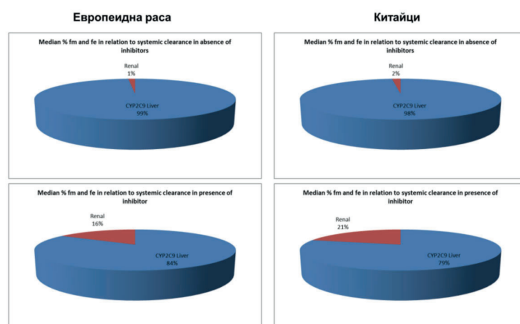 Европеидна раса
Китайци
Median % fm and fe in relation to systemic clearance in absence of
inhibitors
Renal
1%
CYP2C9 Liver
99%
Median % fm and fe in relation to systemic clearance in absence of
inhibitors
Renal
2%
CYP2C9 Liver
98%
Median % fm and fe in relation to systemic clearance in presence of
inhibitor
Renal
16%
CYP2C9 Liver
84%
Median % fm and fe in relation to systemic clearance in presence of
inhibitor
Renal
21%
CYP2C9 Liver
79%